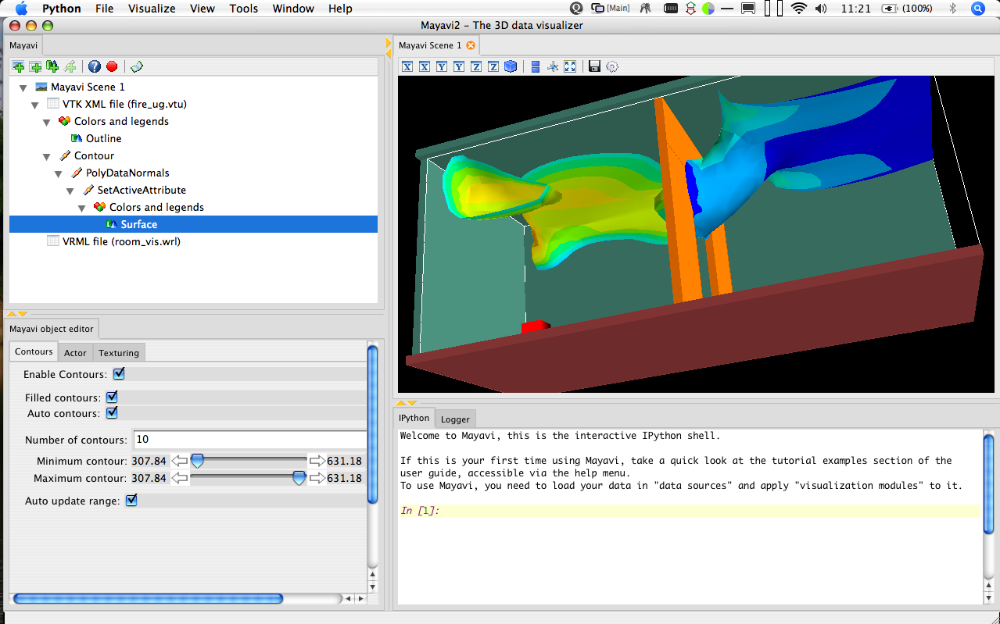 Python File Edit Visualize View Tools Window Help [Main] 11:21 (100%)
Mayavi2 - The 3D data visualizer
Mayavi
Mayavi Scene 1
VTK XML file (fire_ug.vtu)
Colors and legends
Outline
Contour
PolyDataNormals
SetActiveAttribute
Colors and legends
Surface
VRML file (room_vis.wrl)
Mayavi object editor
Contours Actor Texturing
Enable Contours:
Filled contours:
Auto contours:
Number of contours: 10
Minimum contour: 307.84 631.18
Maximum contour: 307.84 631.18
Auto update range:
Mayavi Scene 1
X X Y Y Z Z
IPython Logger
Welcome to Mayavi, this is the interactive IPython shell.
If this is your first time using Mayavi, take a quick look at the tutorial examples section of the
user guide, accessible via the help menu.
To use Mayavi, you need to load your data in "data sources" and apply "visualization modules" to it.
In [1]: